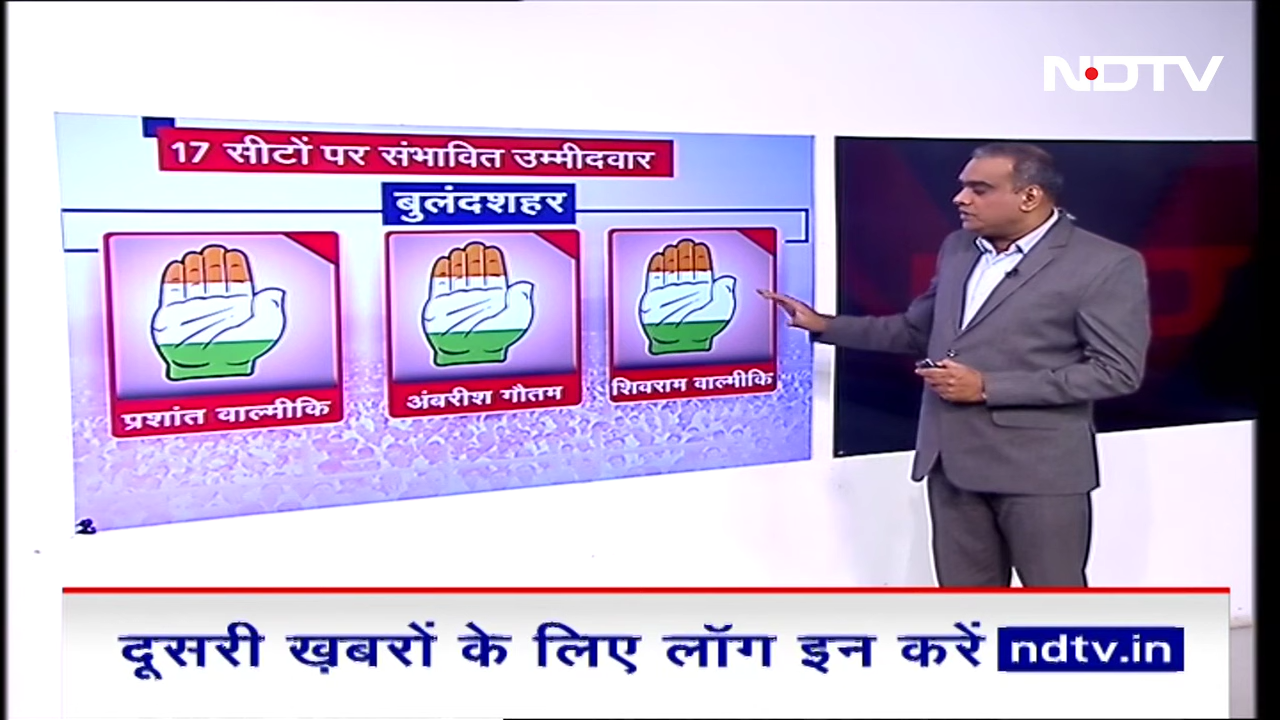 NDTV
17 सीटों पर संभावित उम्मीदवार
बुलंदशहर
प्रशांत वाल्मीकि
अंबरीश गौतम
शिवराम वाल्मीकि
दूसरी ख़बरों के लिए लॉग इन करें ndtv.in